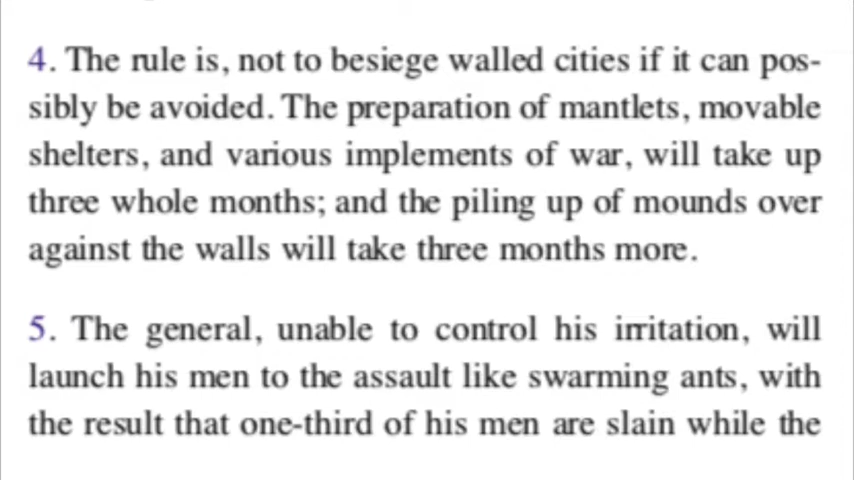 4. The rule is, not to besiege walled cities if it can pos-
sibly be avoided. The preparation of mantlets, movable
shelters, and various implements of war, will take up
three whole months; and the piling up of mounds over
against the walls will take three months more.
5. The general, unable to control his irritation, will
launch his men to the assault like swarming ants, with
the result that one-third of his men are slain while the